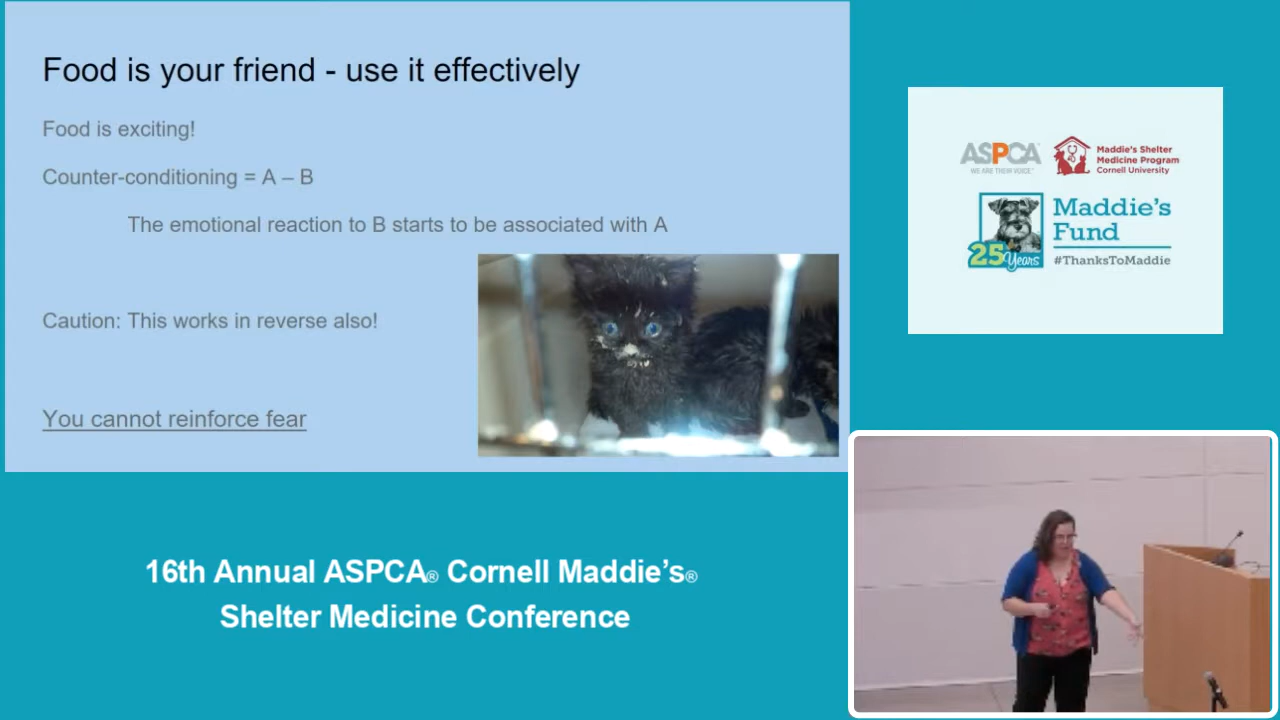 Food is your friend - use it effectively
Food is exciting!
Counter-conditioning = A – B
The emotional reaction to B starts to be associated with A
Caution: This works in reverse also!
You cannot reinforce fear
ASPCA
WE ARE THEIR VOICE®
Maddie's Shelter
Medicine Program
Cornell University
25 Years
Maddie's
Fund
#ThanksToMaddie
16th Annual ASPCA® Cornell Maddie's®
Shelter Medicine Conference